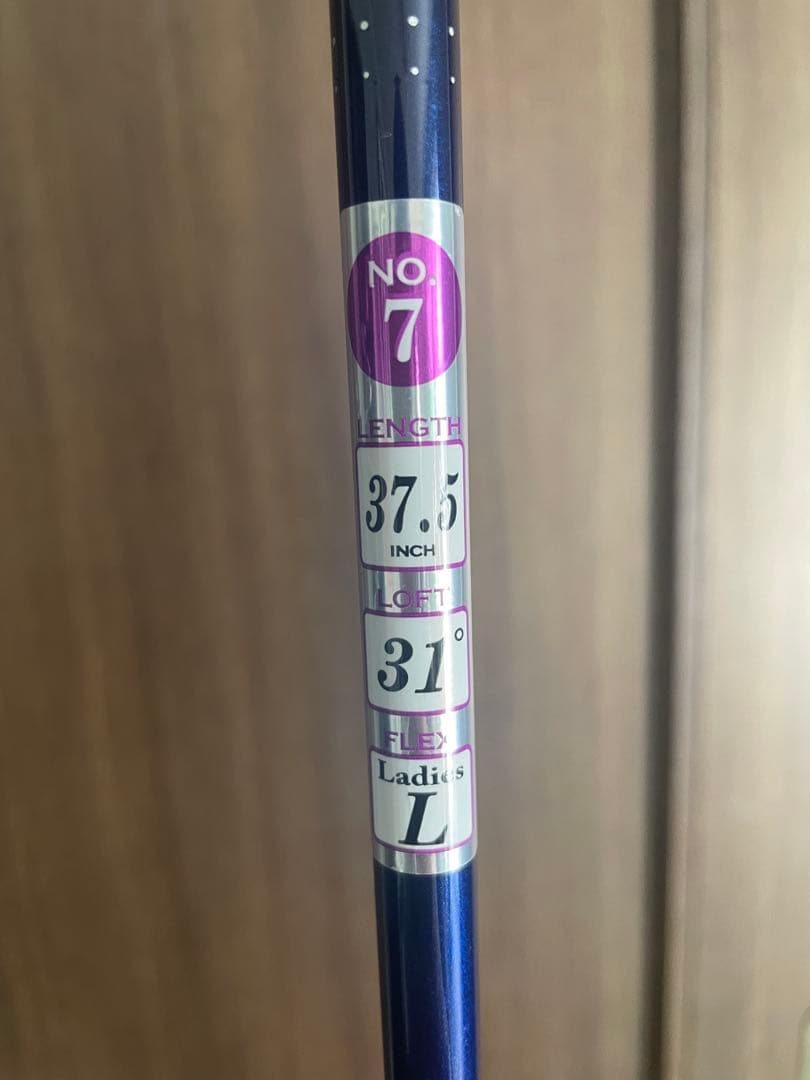 NO.
7
LENGTH
37.5
INCH
LOFT
31°
FLEX
Ladies
L